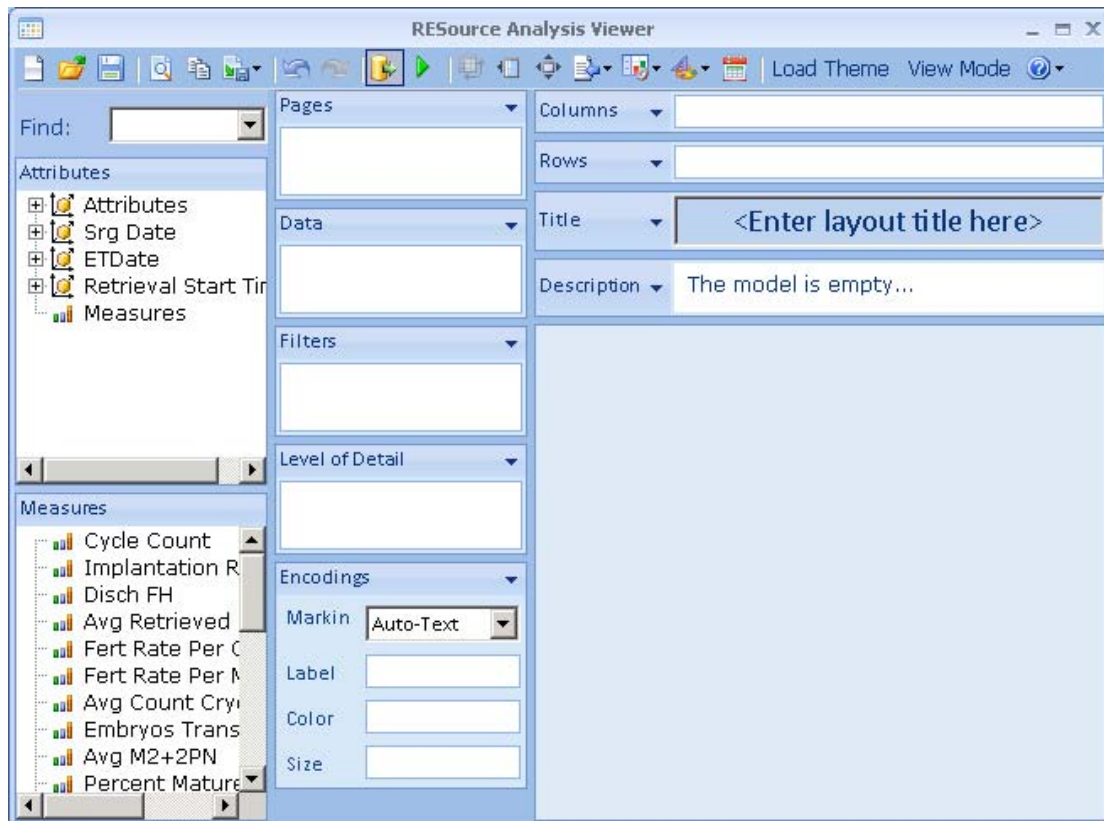 RESource Analysis Viewer
Load Theme View Mode
Find:
Attributes
Attributes
Srg Date
ETDate
Retrieval Start Tir
Measures
Measures
Cycle Count
Implantation R
Disch FH
Avg Retrieved
Fert Rate Per
Fert Rate Per
Avg Count Cry
Embryos Trans
Avg M2+2PN
Percent Mature
Pages
Data
Filters
Level of Detail
Encodings
Markin Auto-Text
Label
Color
Size
Columns
Rows
Title <Enter layout title here>
Description The model is empty...